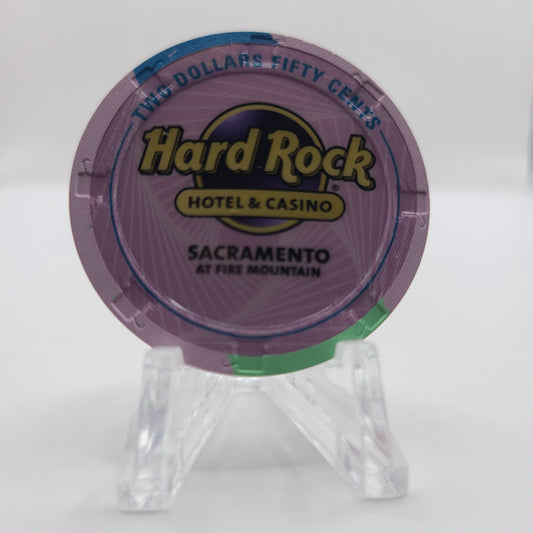 TWO DOLLARS FIFTY CENTS
Hard Rock®
HOTEL & CASINO
SACRAMENTO
AT FIRE MOUNTAIN